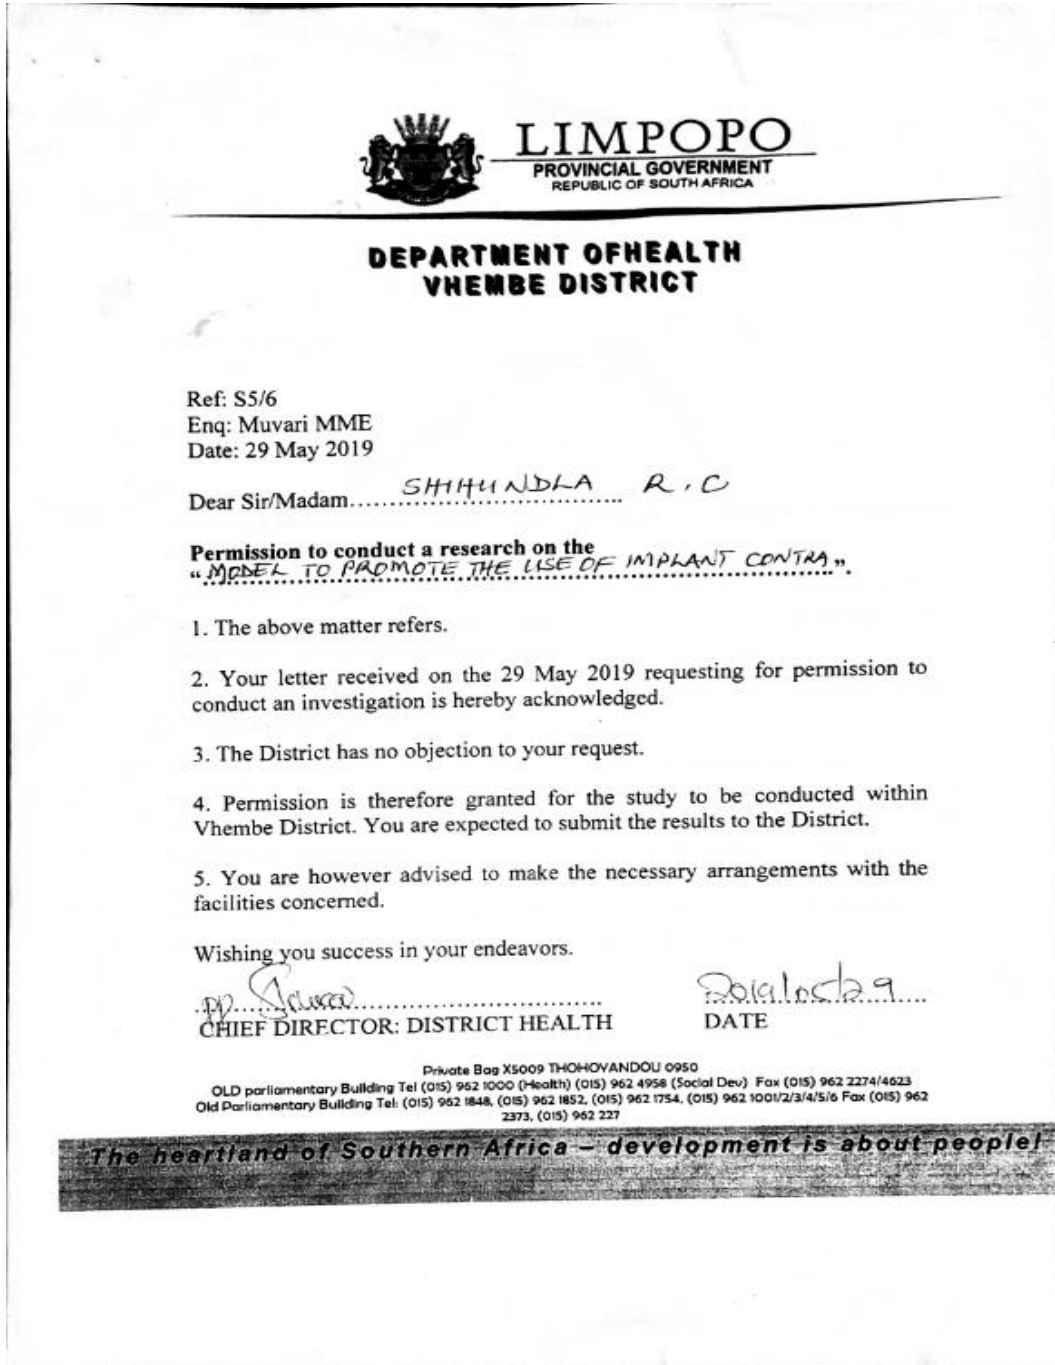 LIMPOPO
PROVINCIAL GOVERNMENT
REPUBLIC OF SOUTH AFRICA
DEPARTMENT OFHEALTH
VHEMBE DISTRICT
Ref: S5/6
Enq: Muvari MME
Date: 29 May 2019
Dear Sir/Madam.... SHIHUNDLA R.C
Permission to conduct a research on the
“MODEL TO PROMOTE THE USE OF IMPLANT CONTRA”.
1. The above matter refers.
2. Your letter received on the 29 May 2019 requesting for permission to
conduct an investigation is hereby acknowledged.
3. The District has no objection to your request.
4. Permission is therefore granted for the study to be conducted within
Vhembe District. You are expected to submit the results to the District.
5. You are however advised to make the necessary arrangements with the
facilities concerned.
Wishing you success in your endeavors.
pp 2019/05/29
CHIEF DIRECTOR: DISTRICT HEALTH DATE
Private Bag X5009 THOHOYANDOU 0950
OLD parliamentary Building Tel (015) 962 1000 (Health) (015) 962 4958 (Social Dev) Fax (015) 962 2274/4623
Old Parliamentary Building Tel: (015) 962 1848, (015) 962 1852, (015) 962 1754, (015) 962 1001/2/3/4/5/6 Fax (015) 962
2373, (015) 962 227
The heartland of Southern Africa – development is about people!